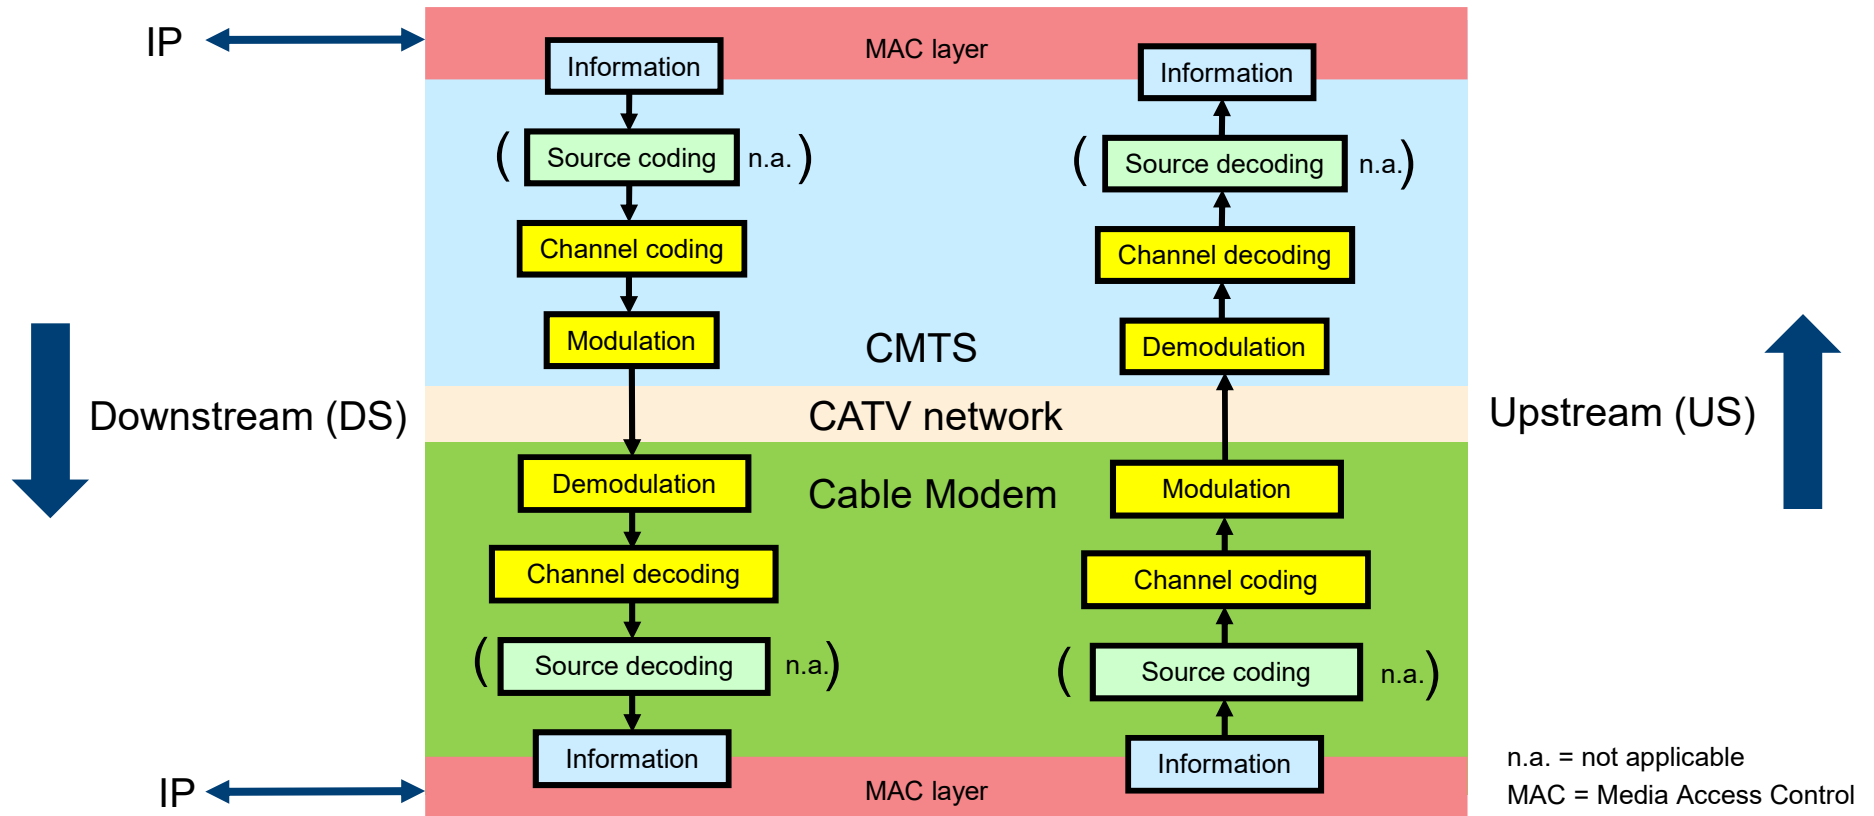 IP
MAC layer
Information
Information
( Source coding n.a. )
( Source decoding n.a. )
Channel coding
Channel decoding
Modulation
CMTS
Demodulation
Downstream (DS)
CATV network
Upstream (US)
Demodulation
Cable Modem
Modulation
Channel decoding
Channel coding
( Source decoding n.a. )
( Source coding n.a. )
Information
Information
IP
MAC layer
n.a. = not applicable
MAC = Media Access Control